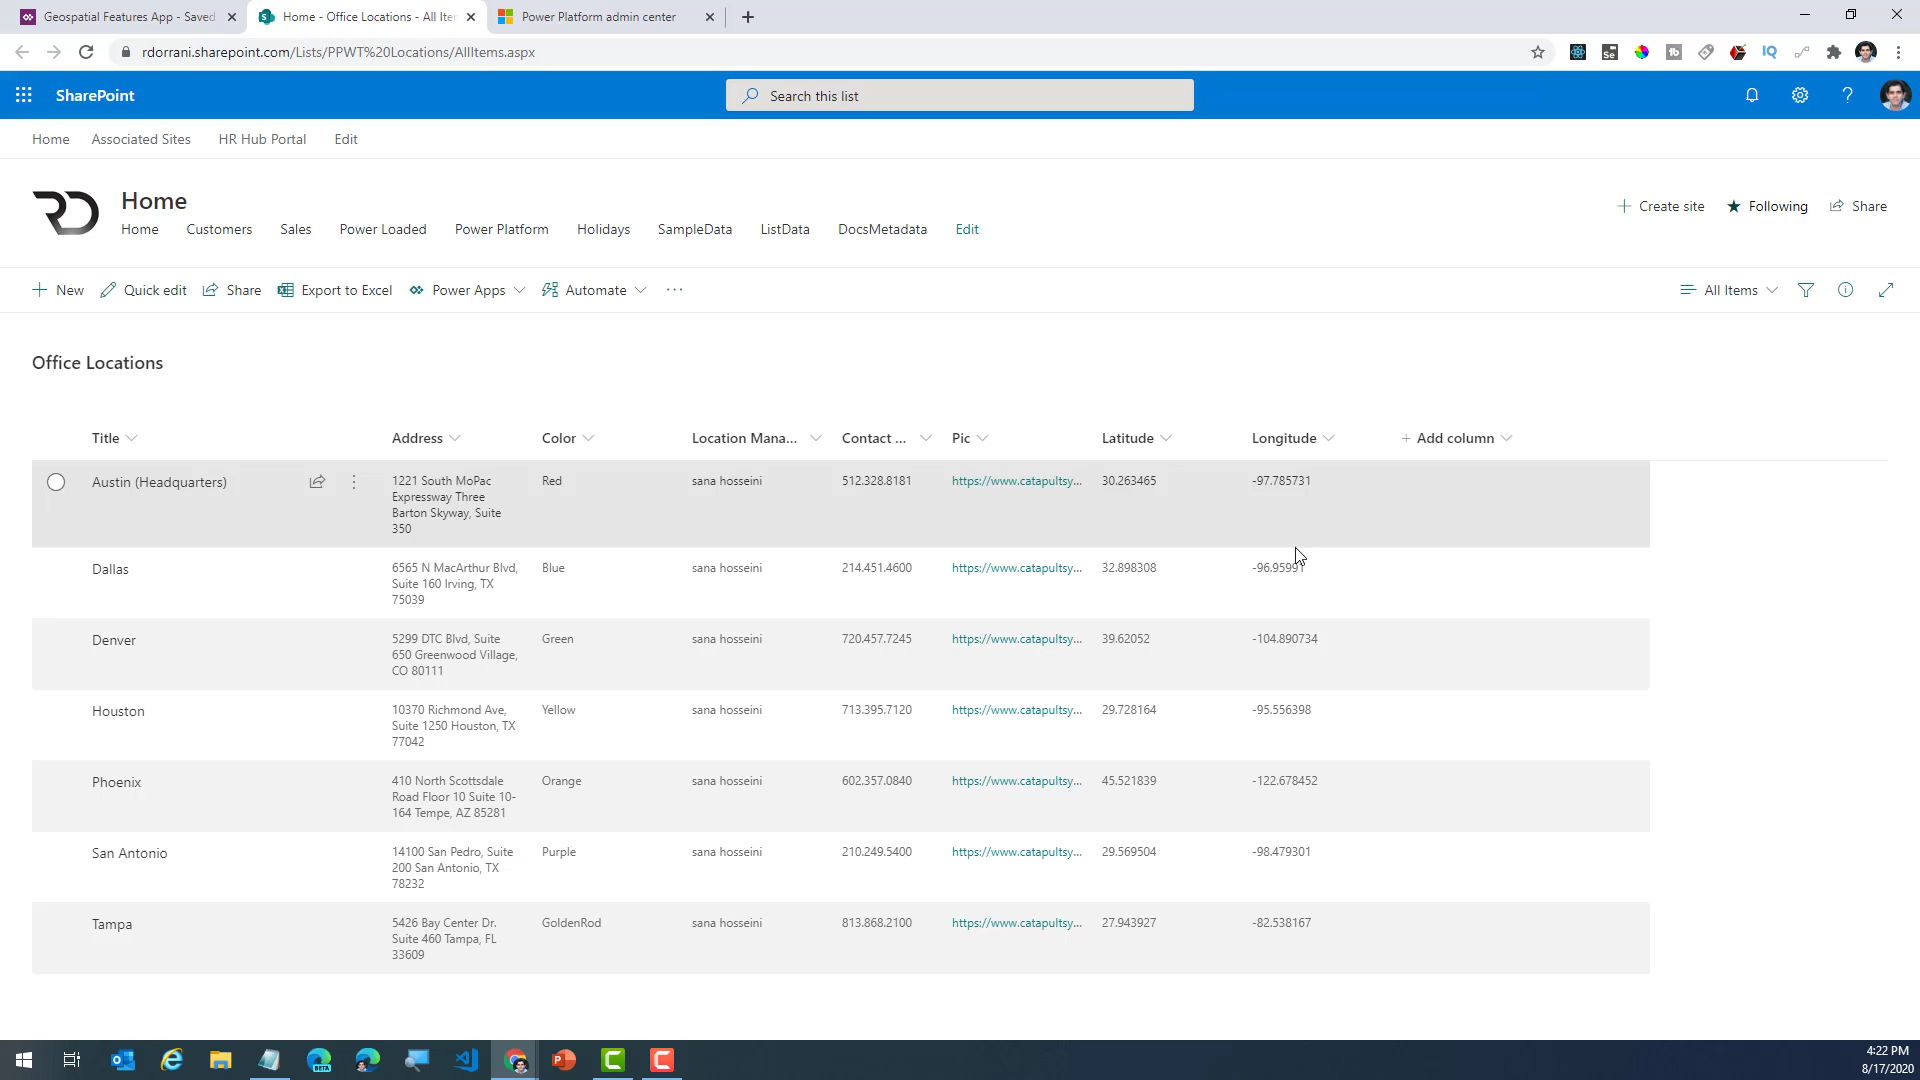 Geospatial Features App - Saved
Home - Office Locations - All Iter
Power Platform admin center
rdorrani.sharepoint.com/Lists/PPWT%20Locations/AllItems.aspx
SharePoint
Search this list
Home Associated Sites HR Hub Portal Edit
Home
Home Customers Sales Power Loaded Power Platform Holidays SampleData ListData DocsMetadata Edit
Create site Following Share
New Quick edit Share Export to Excel Power Apps Automate ···
All Items
Office Locations
Title Address Color Location Mana... Contact ... Pic Latitude Longitude + Add column
Austin (Headquarters) 1221 South MoPac Red sana hosseini 512.328.8181 https://www.catapultsy... 30.263465 -97.785731
Expressway Three
Barton Skyway, Suite
350
Dallas 6565 N MacArthur Blvd, Blue sana hosseini 214.451.4600 https://www.catapultsy... 32.898308 -96.95991
Suite 160 Irving, TX
75039
Denver 5299 DTC Blvd, Suite Green sana hosseini 720.457.7245 https://www.catapultsy... 39.62052 -104.890734
650 Greenwood Village,
CO 80111
Houston 10370 Richmond Ave, Yellow sana hosseini 713.395.7120 https://www.catapultsy... 29.728164 -95.556398
Suite 1250 Houston, TX
77042
Phoenix 410 North Scottsdale Orange sana hosseini 602.357.0840 https://www.catapultsy... 45.521839 -122.678452
Road Floor 10 Suite 10-
164 Tempe, AZ 85281
San Antonio 14100 San Pedro, Suite Purple sana hosseini 210.249.5400 https://www.catapultsy... 29.569504 -98.479301
200 San Antonio, TX
78232
Tampa 5426 Bay Center Dr. GoldenRod sana hosseini 813.868.2100 https://www.catapultsy... 27.943927 -82.538167
Suite 460 Tampa, FL
33609
4:22 PM
8/17/2020